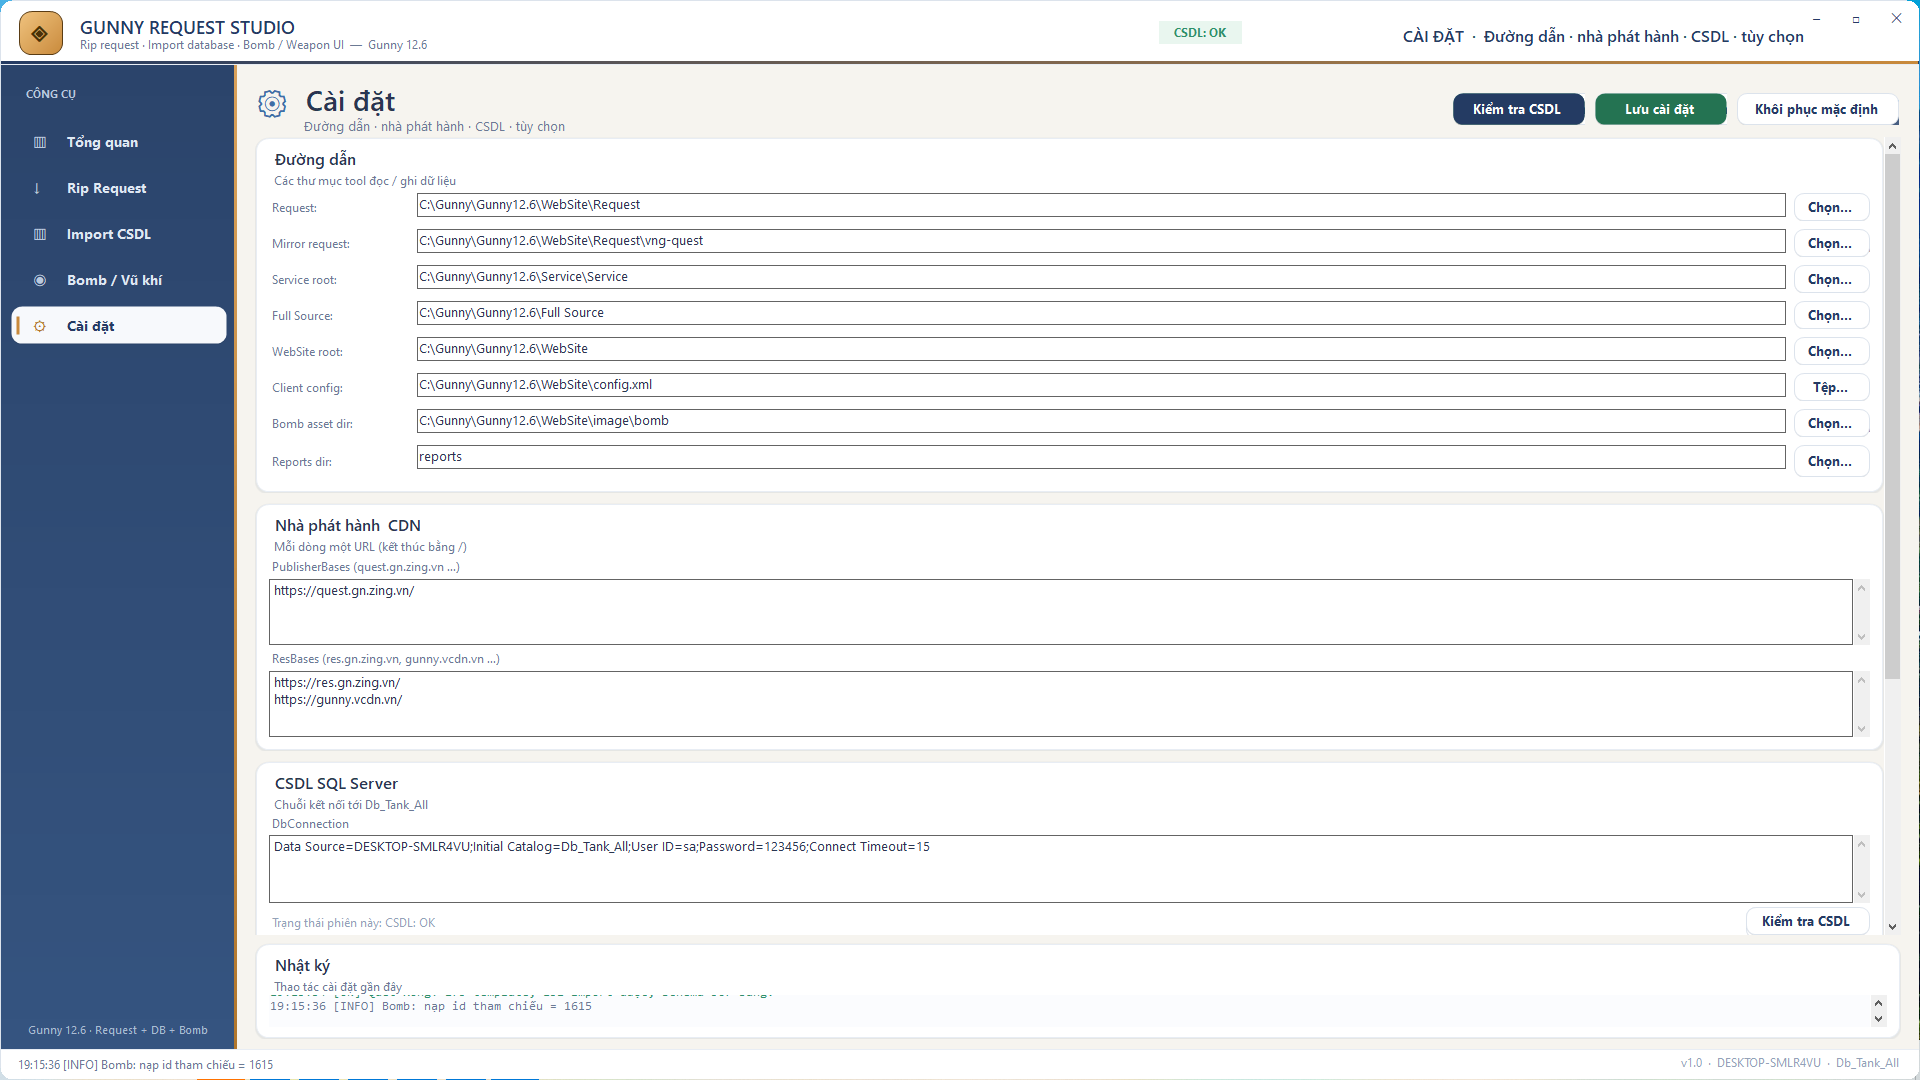 GUNNY REQUEST STUDIO
Rip request · Import database · Bomb / Weapon UI — Gunny 12.6
CSDL: OK
CÀI ĐẶT · Đường dẫn · nhà phát hành · CSDL · tùy chọn
CÔNG CỤ
Tổng quan
Rip Request
Import CSDL
Bomb / Vũ khí
Cài đặt
Gunny 12.6 · Request + DB + Bomb
Cài đặt
Đường dẫn · nhà phát hành · CSDL · tùy chọn
Kiểm tra CSDL
Lưu cài đặt
Khôi phục mặc định
Đường dẫn
Các thư mục tool đọc / ghi dữ liệu
Request: C:\Gunny\Gunny12.6\WebSite\Request Chọn...
Mirror request: C:\Gunny\Gunny12.6\WebSite\Request\vng-quest Chọn...
Service root: C:\Gunny\Gunny12.6\Service\Service Chọn...
Full Source: C:\Gunny\Gunny12.6\Full Source Chọn...
WebSite root: C:\Gunny\Gunny12.6\WebSite Chọn...
Client config: C:\Gunny\Gunny12.6\WebSite\config.xml Tệp...
Bomb asset dir: C:\Gunny\Gunny12.6\WebSite\image\bomb Chọn...
Reports dir: reports Chọn...
Nhà phát hành CDN
Mỗi dòng một URL (kết thúc bằng /)
PublisherBases (quest.gn.zing.vn ...)
https://quest.gn.zing.vn/
ResBases (res.gn.zing.vn, gunny.vcdn.vn ...)
https://res.gn.zing.vn/
https://gunny.vcdn.vn/
CSDL SQL Server
Chuỗi kết nối tới Db_Tank_All
DbConnection
Data Source=DESKTOP-SMLR4VU;Initial Catalog=Db_Tank_All;User ID=sa;Password=123456;Connect Timeout=15
Trạng thái phiên này: CSDL: OK
Kiểm tra CSDL
Nhật ký
Thao tác cài đặt gần đây
19:15:36 [INFO] Bomb: nạp id tham chiếu = 1615
19:15:36 [INFO] Bomb: nạp id tham chiếu = 1615
v1.0 · DESKTOP-SMLR4VU · Db_Tank_All